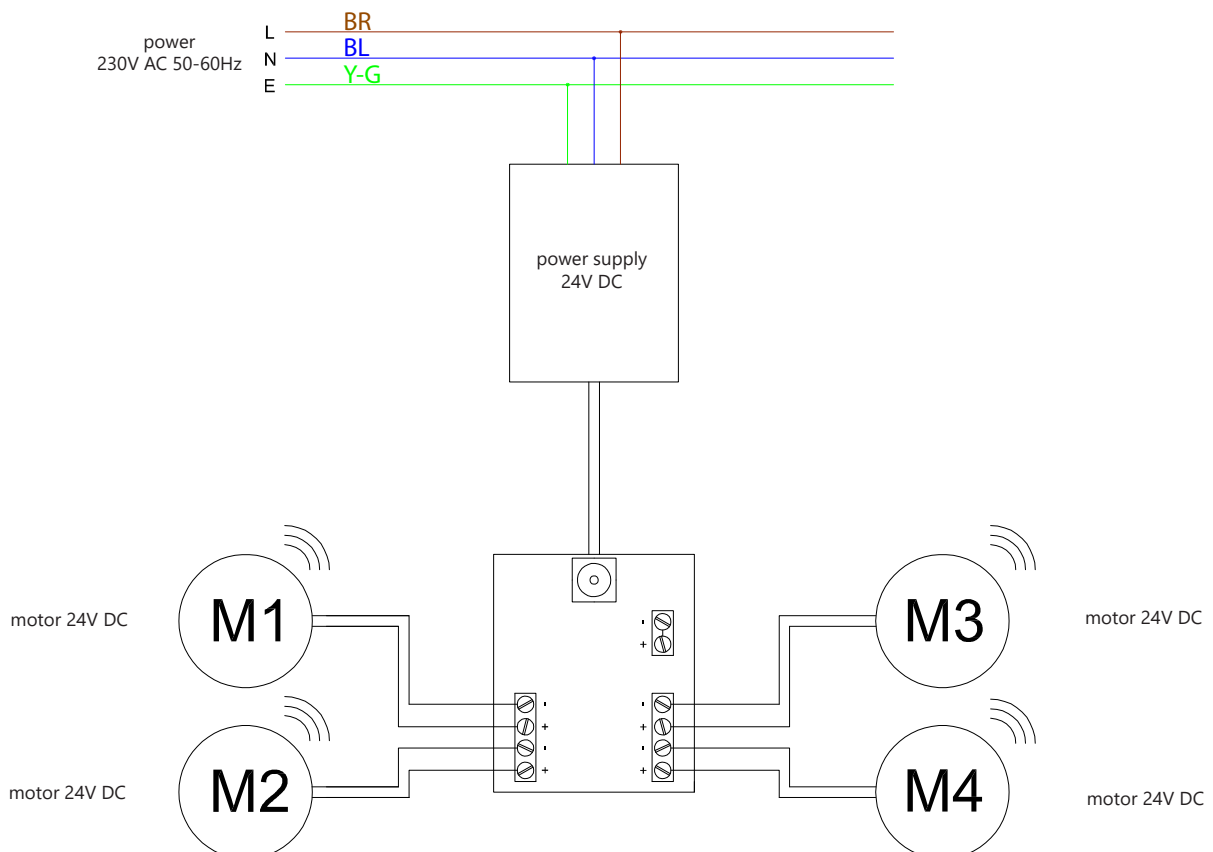 L
BR
power
230V AC 50-60Hz
N
BL
E
Y-G
power supply
24V DC
M1
motor 24V DC
M3
motor 24V DC
-
+
-
+
-
+
-
+
-
+
M2
motor 24V DC
M4
motor 24V DC